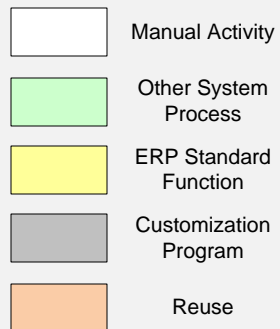 Manual Activity
Other System
Process
ERP Standard
Function
Customization
Program
Reuse